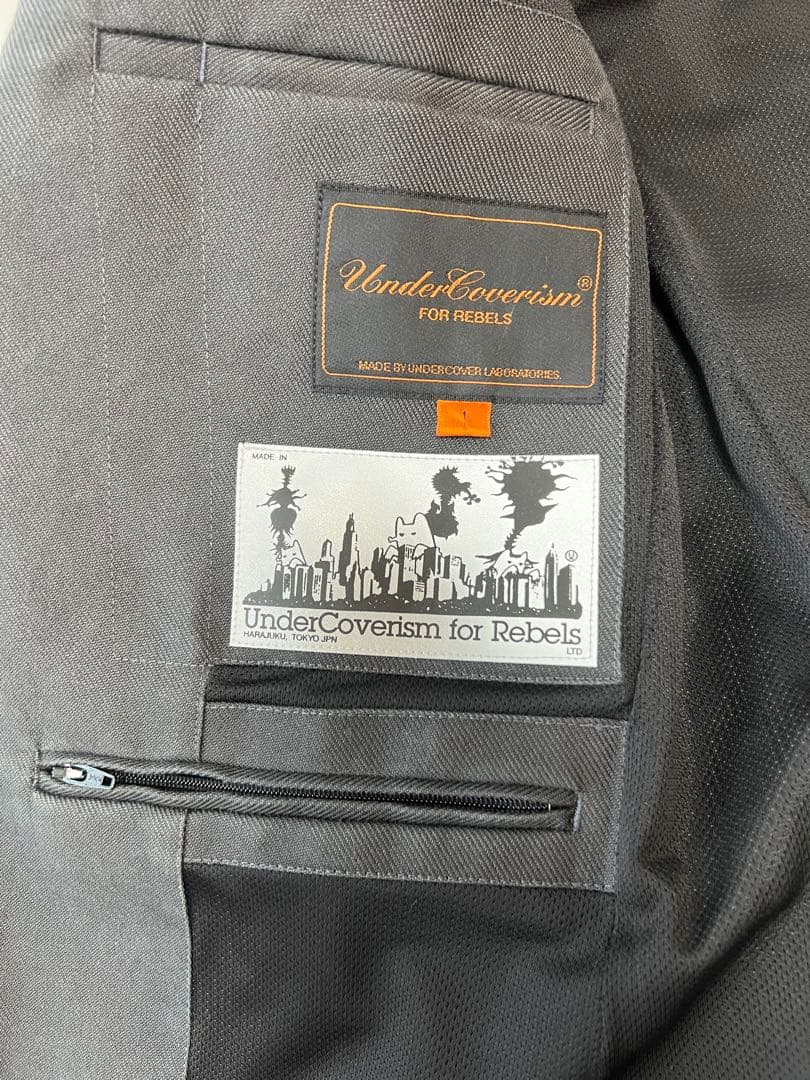 UnderCoverism®
FOR REBELS
MADE BY UNDERCOVER LABORATORIES.
1
MADE IN
UnderCoverism for Rebels
HARAJUKU, TOKYO JPN
LTD